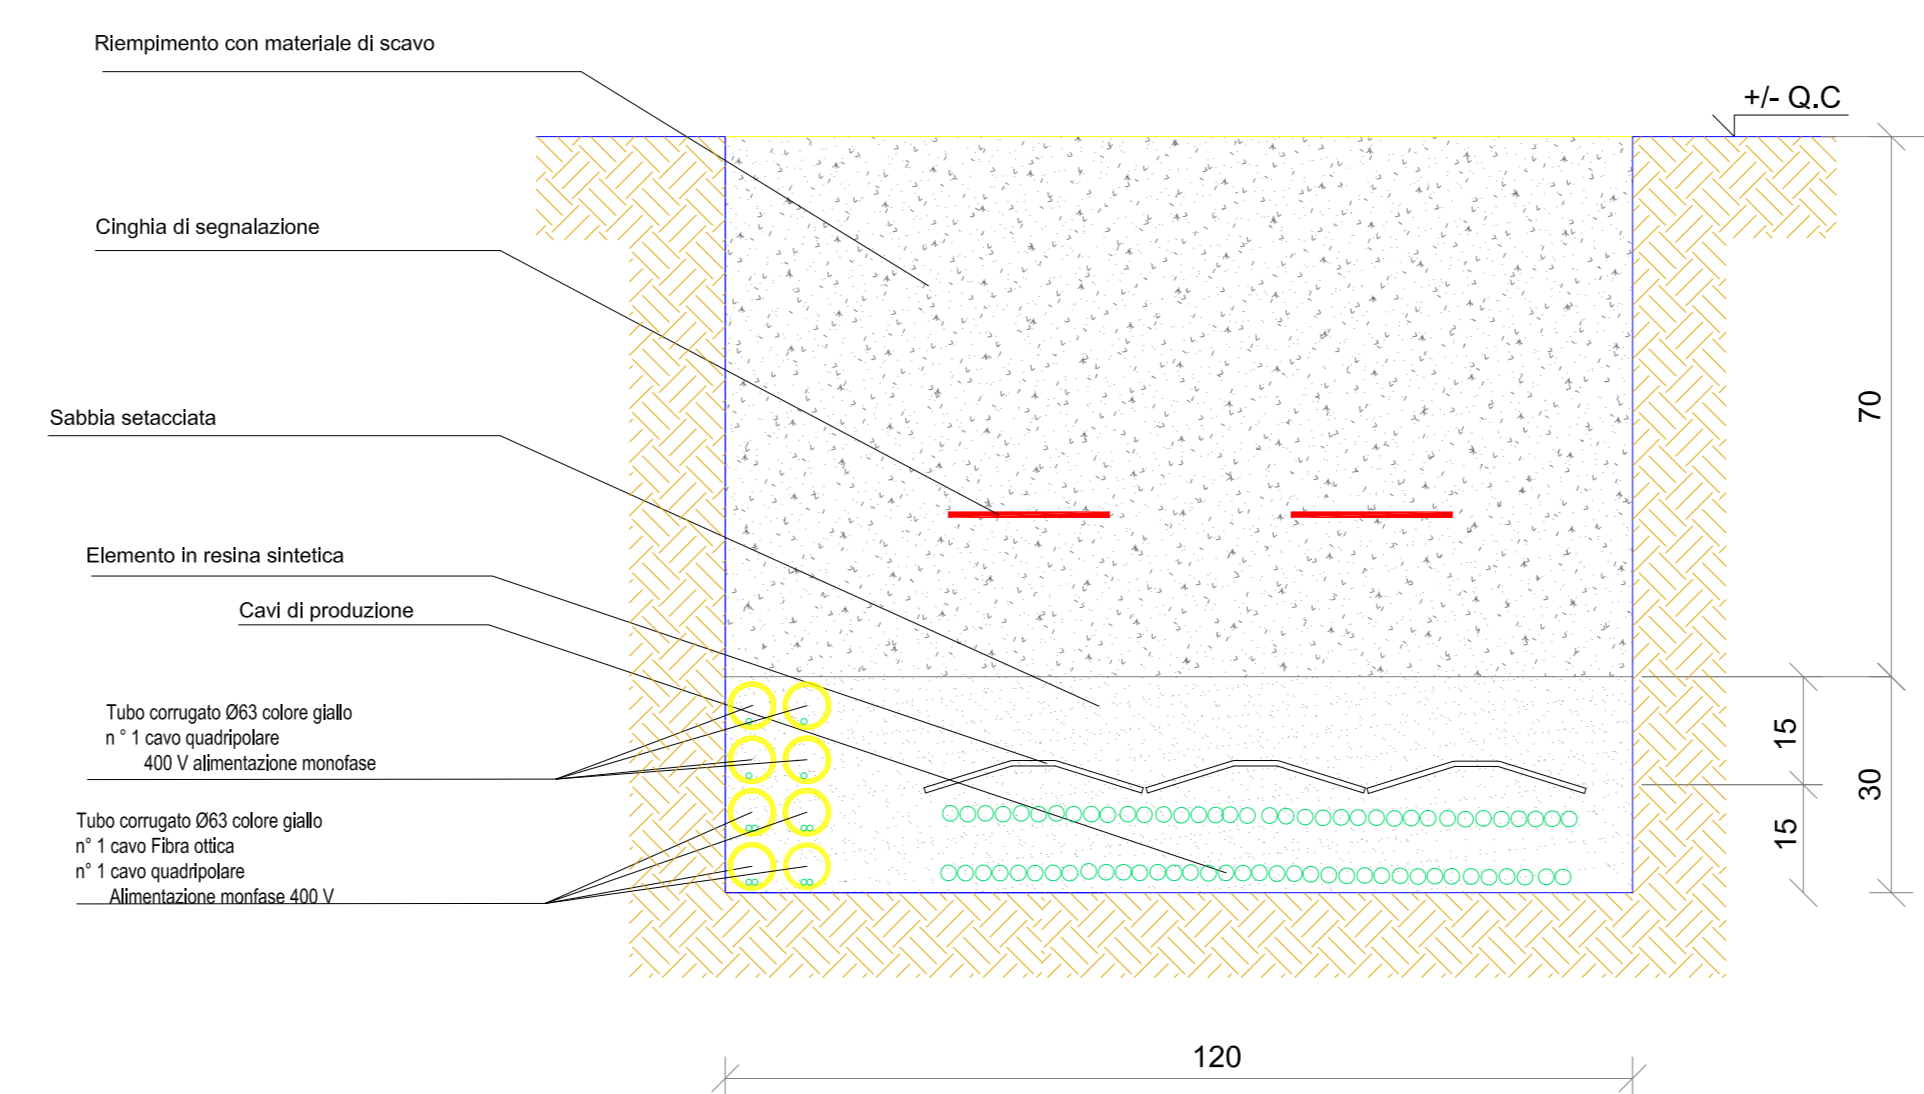 Riempimento con materiale di scavo
+/- Q.C
Cinghia di segnalazione
70
Sabbia setacciata
Elemento in resina sintetica
Cavi di produzione
Tubo corrugato Ø63 colore giallo
n ° 1 cavo quadripolare
400 V alimentazione monofase
15
30
15
Tubo corrugato Ø63 colore giallo
n° 1 cavo Fibra ottica
n° 1 cavo quadripolare
Alimentazione monfase 400 V
120